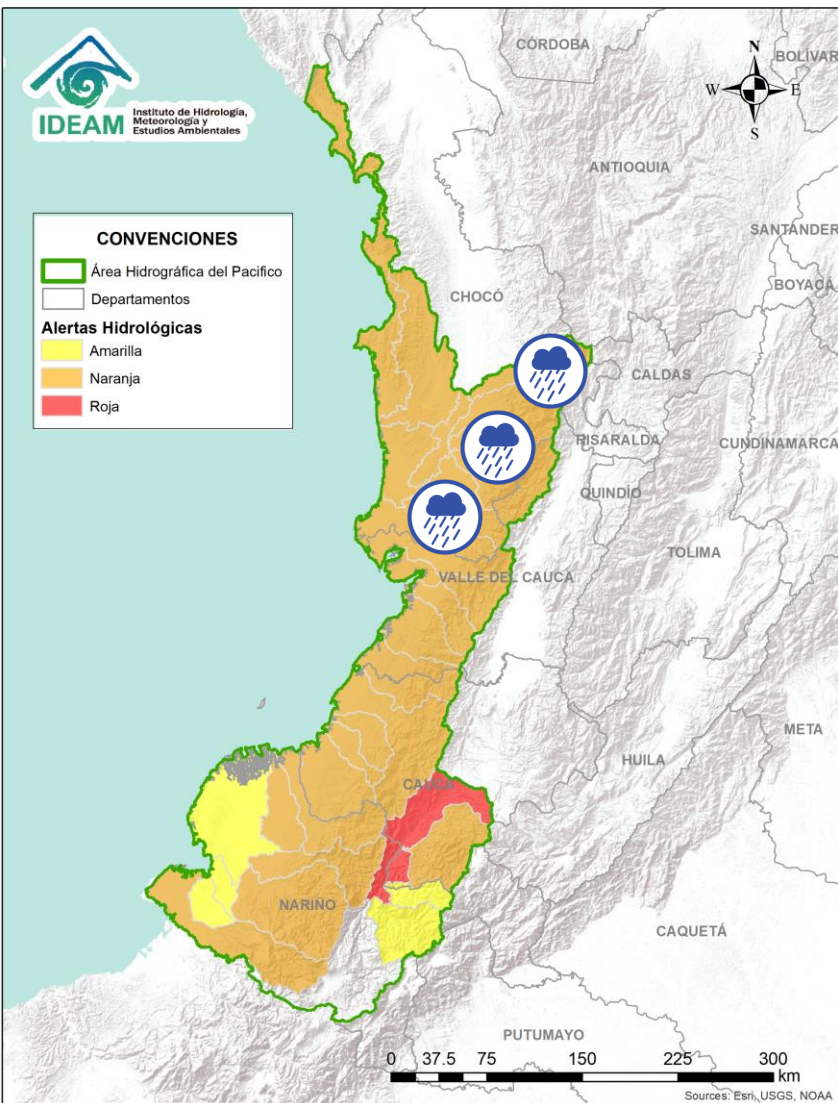 IDEAM
Instituto de Hidrología,
Meteorología y
Estudios Ambientales
CÓRDOBA
BOLÍVAR
N
W
E
S
ANTIOQUIA
SANTANDER
BOYACÁ
CONVENCIONES
Área Hidrográfica del Pacifico
Departamentos
Alertas Hidrológicas
Amarilla
Naranja
Roja
CHOCÓ
CALDAS
RISARALDA
CUNDINAMARCA
QUINDÍO
TOLIMA
VALLE DEL CAUCA
META
HUILA
CAUCA
NARIÑO
CAQUETÁ
PUTUMAYO
0 37.5 75 150 225 300
km
Sources: Esri, USGS, NOAA